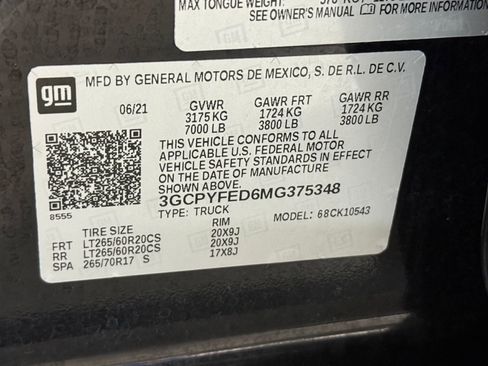 MAX TONGUE WEIGHT:
SEE OWNER'S MANUAL FOR MORE INFORMATION
gm
MFD BY GENERAL MOTORS DE MEXICO, S. DE R.L. DE C.V.
06/21 GVWR GAWR FRT GAWR RR
3175 KG 1724 KG 1724 KG
7000 LB 3800 LB 3800 LB
THIS VEHICLE CONFORMS TO ALL
APPLICABLE U.S. FEDERAL MOTOR
VEHICLE SAFETY STANDARDS IN EFFECT ON THE
DATE OF MANUFACTURE SHOWN ABOVE.
3GCPYFED6MG375348
8555
TYPE: TRUCK MODEL: 68CK10543
TIRE SIZE RIM
FRT LT265/60R20CS 20X9J
RR LT265/60R20CS 20X9J
SPA 265/70R17 S 17X8J